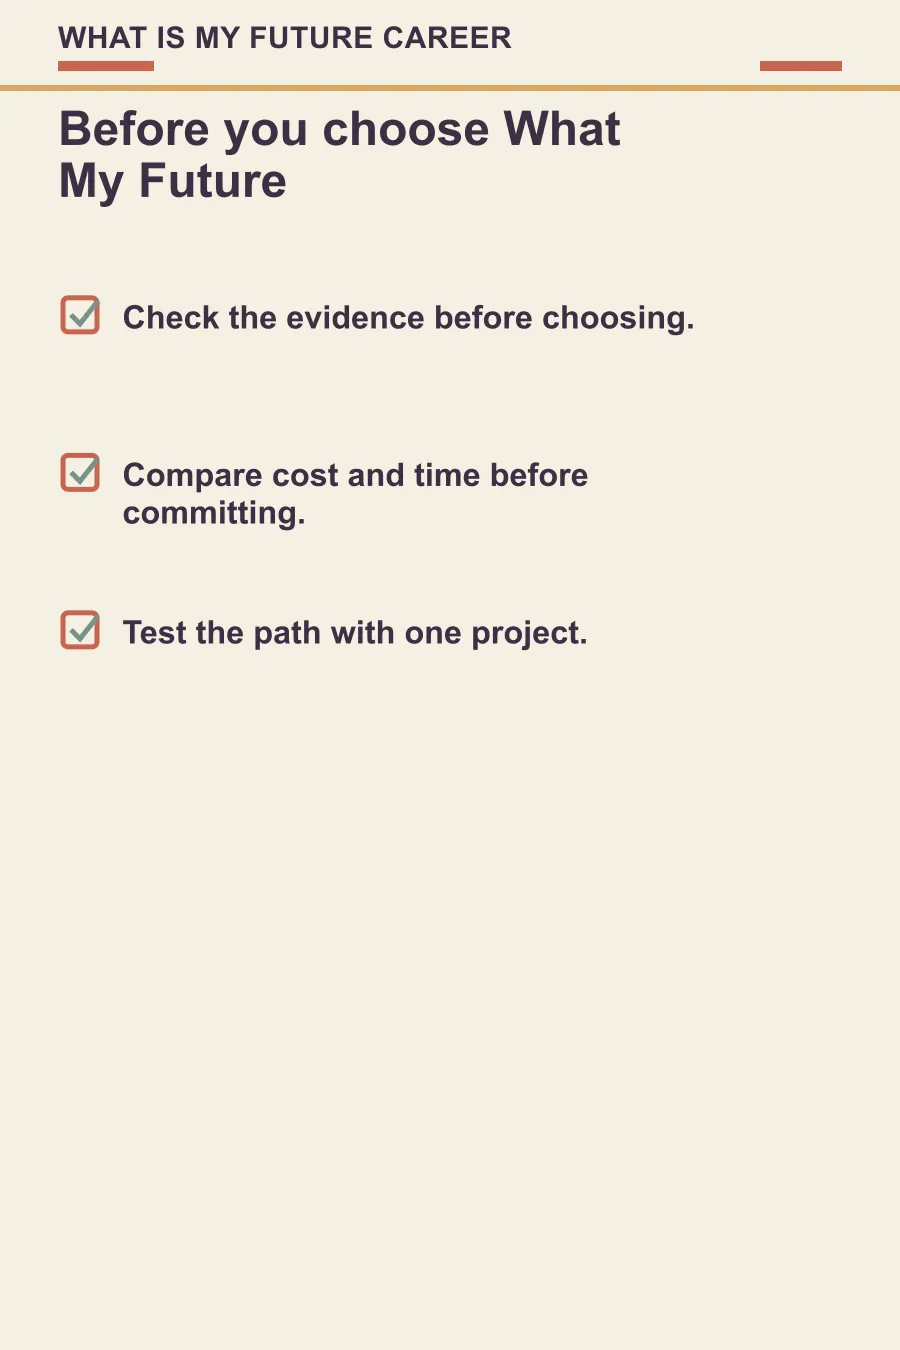 WHAT IS MY FUTURE CAREER
Before you choose What
My Future
Check the evidence before choosing.
Compare cost and time before
committing.
Test the path with one project.